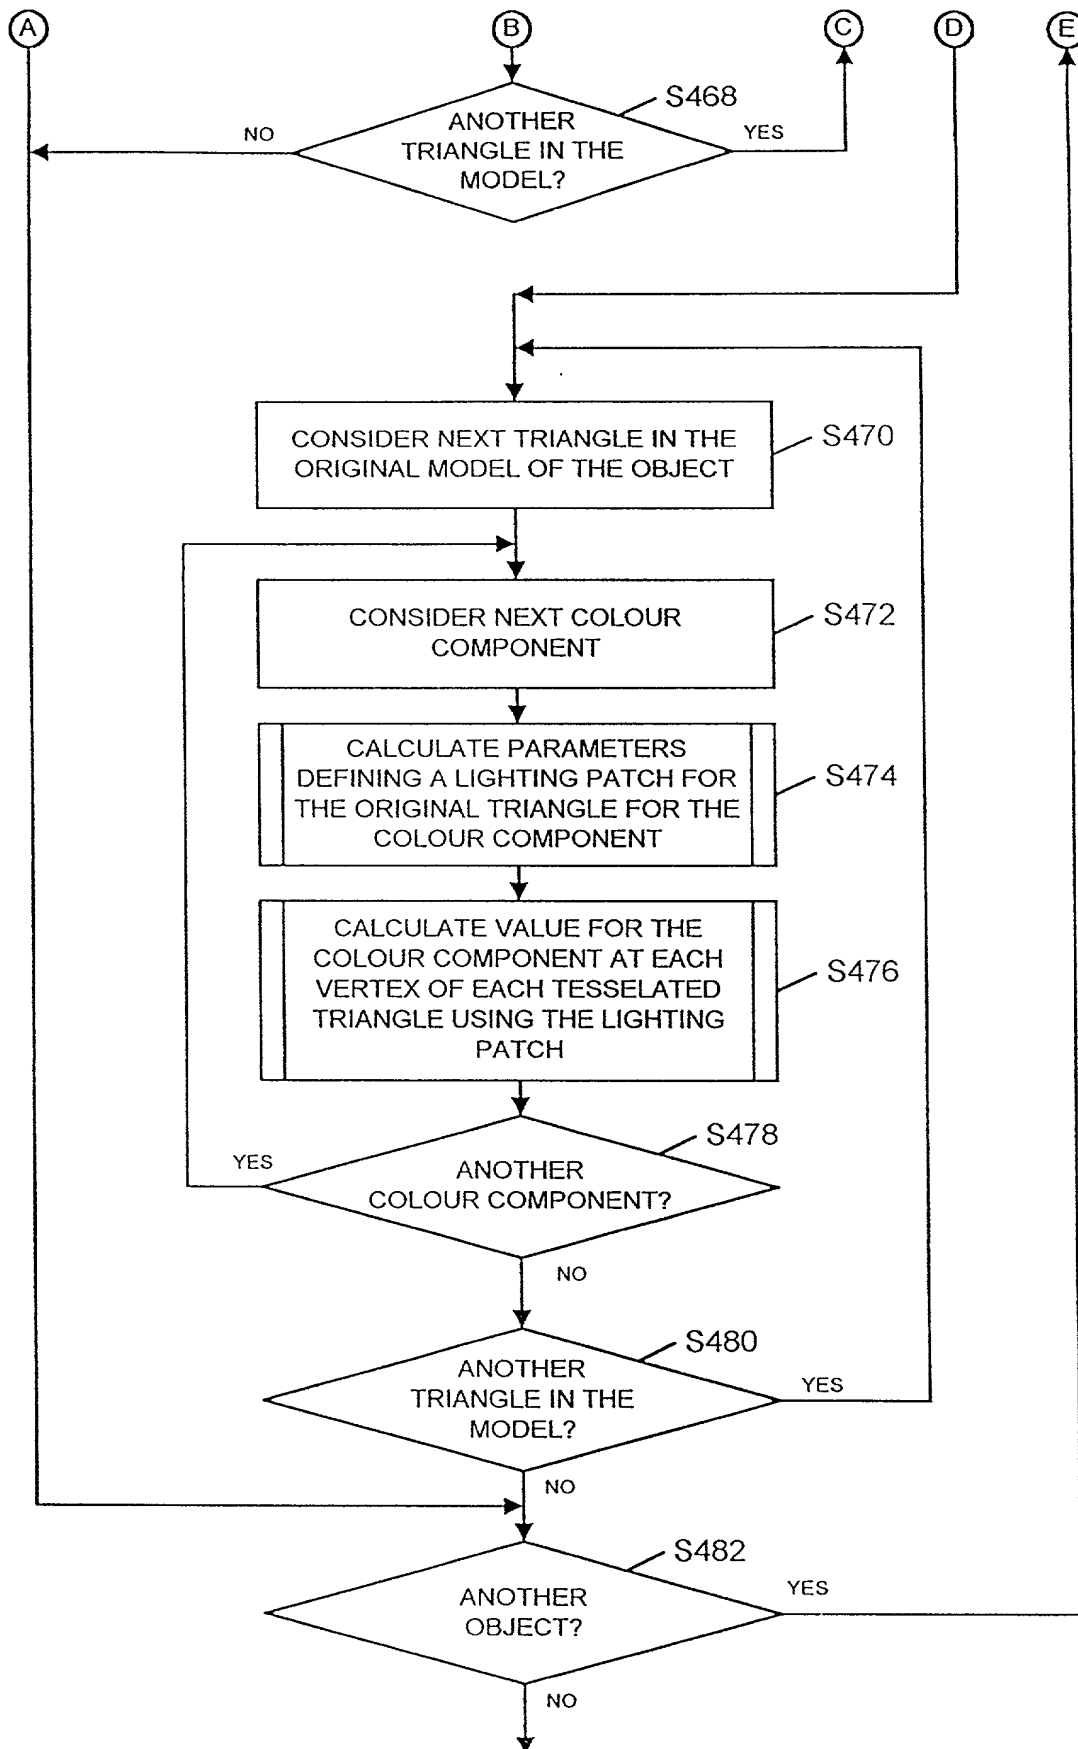 A B C D E
S468
ANOTHER
TRIANGLE IN THE
MODEL?
NO
YES
CONSIDER NEXT TRIANGLE IN THE
ORIGINAL MODEL OF THE OBJECT
S470
CONSIDER NEXT COLOUR
COMPONENT
S472
CALCULATE PARAMETERS
DEFINING A LIGHTING PATCH FOR
THE ORIGINAL TRIANGLE FOR THE
COLOUR COMPONENT
S474
CALCULATE VALUE FOR THE
COLOUR COMPONENT AT EACH
VERTEX OF EACH TESSELATED
TRIANGLE USING THE LIGHTING
PATCH
S476
S478
YES
ANOTHER
COLOUR COMPONENT?
NO
S480
ANOTHER
TRIANGLE IN THE
MODEL?
YES
NO
S482
ANOTHER
OBJECT?
YES
NO